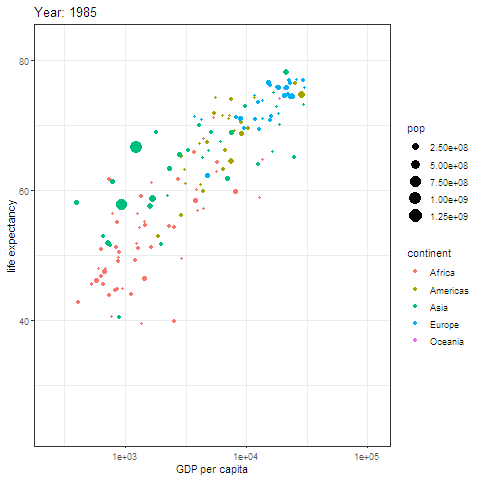 Year: 1985
80
60
40
life expectancy
1e+03
1e+04
1e+05
GDP per capita
pop
2.50e+08
5.00e+08
7.50e+08
1.00e+09
1.25e+09
continent
Africa
Americas
Asia
Europe
Oceania